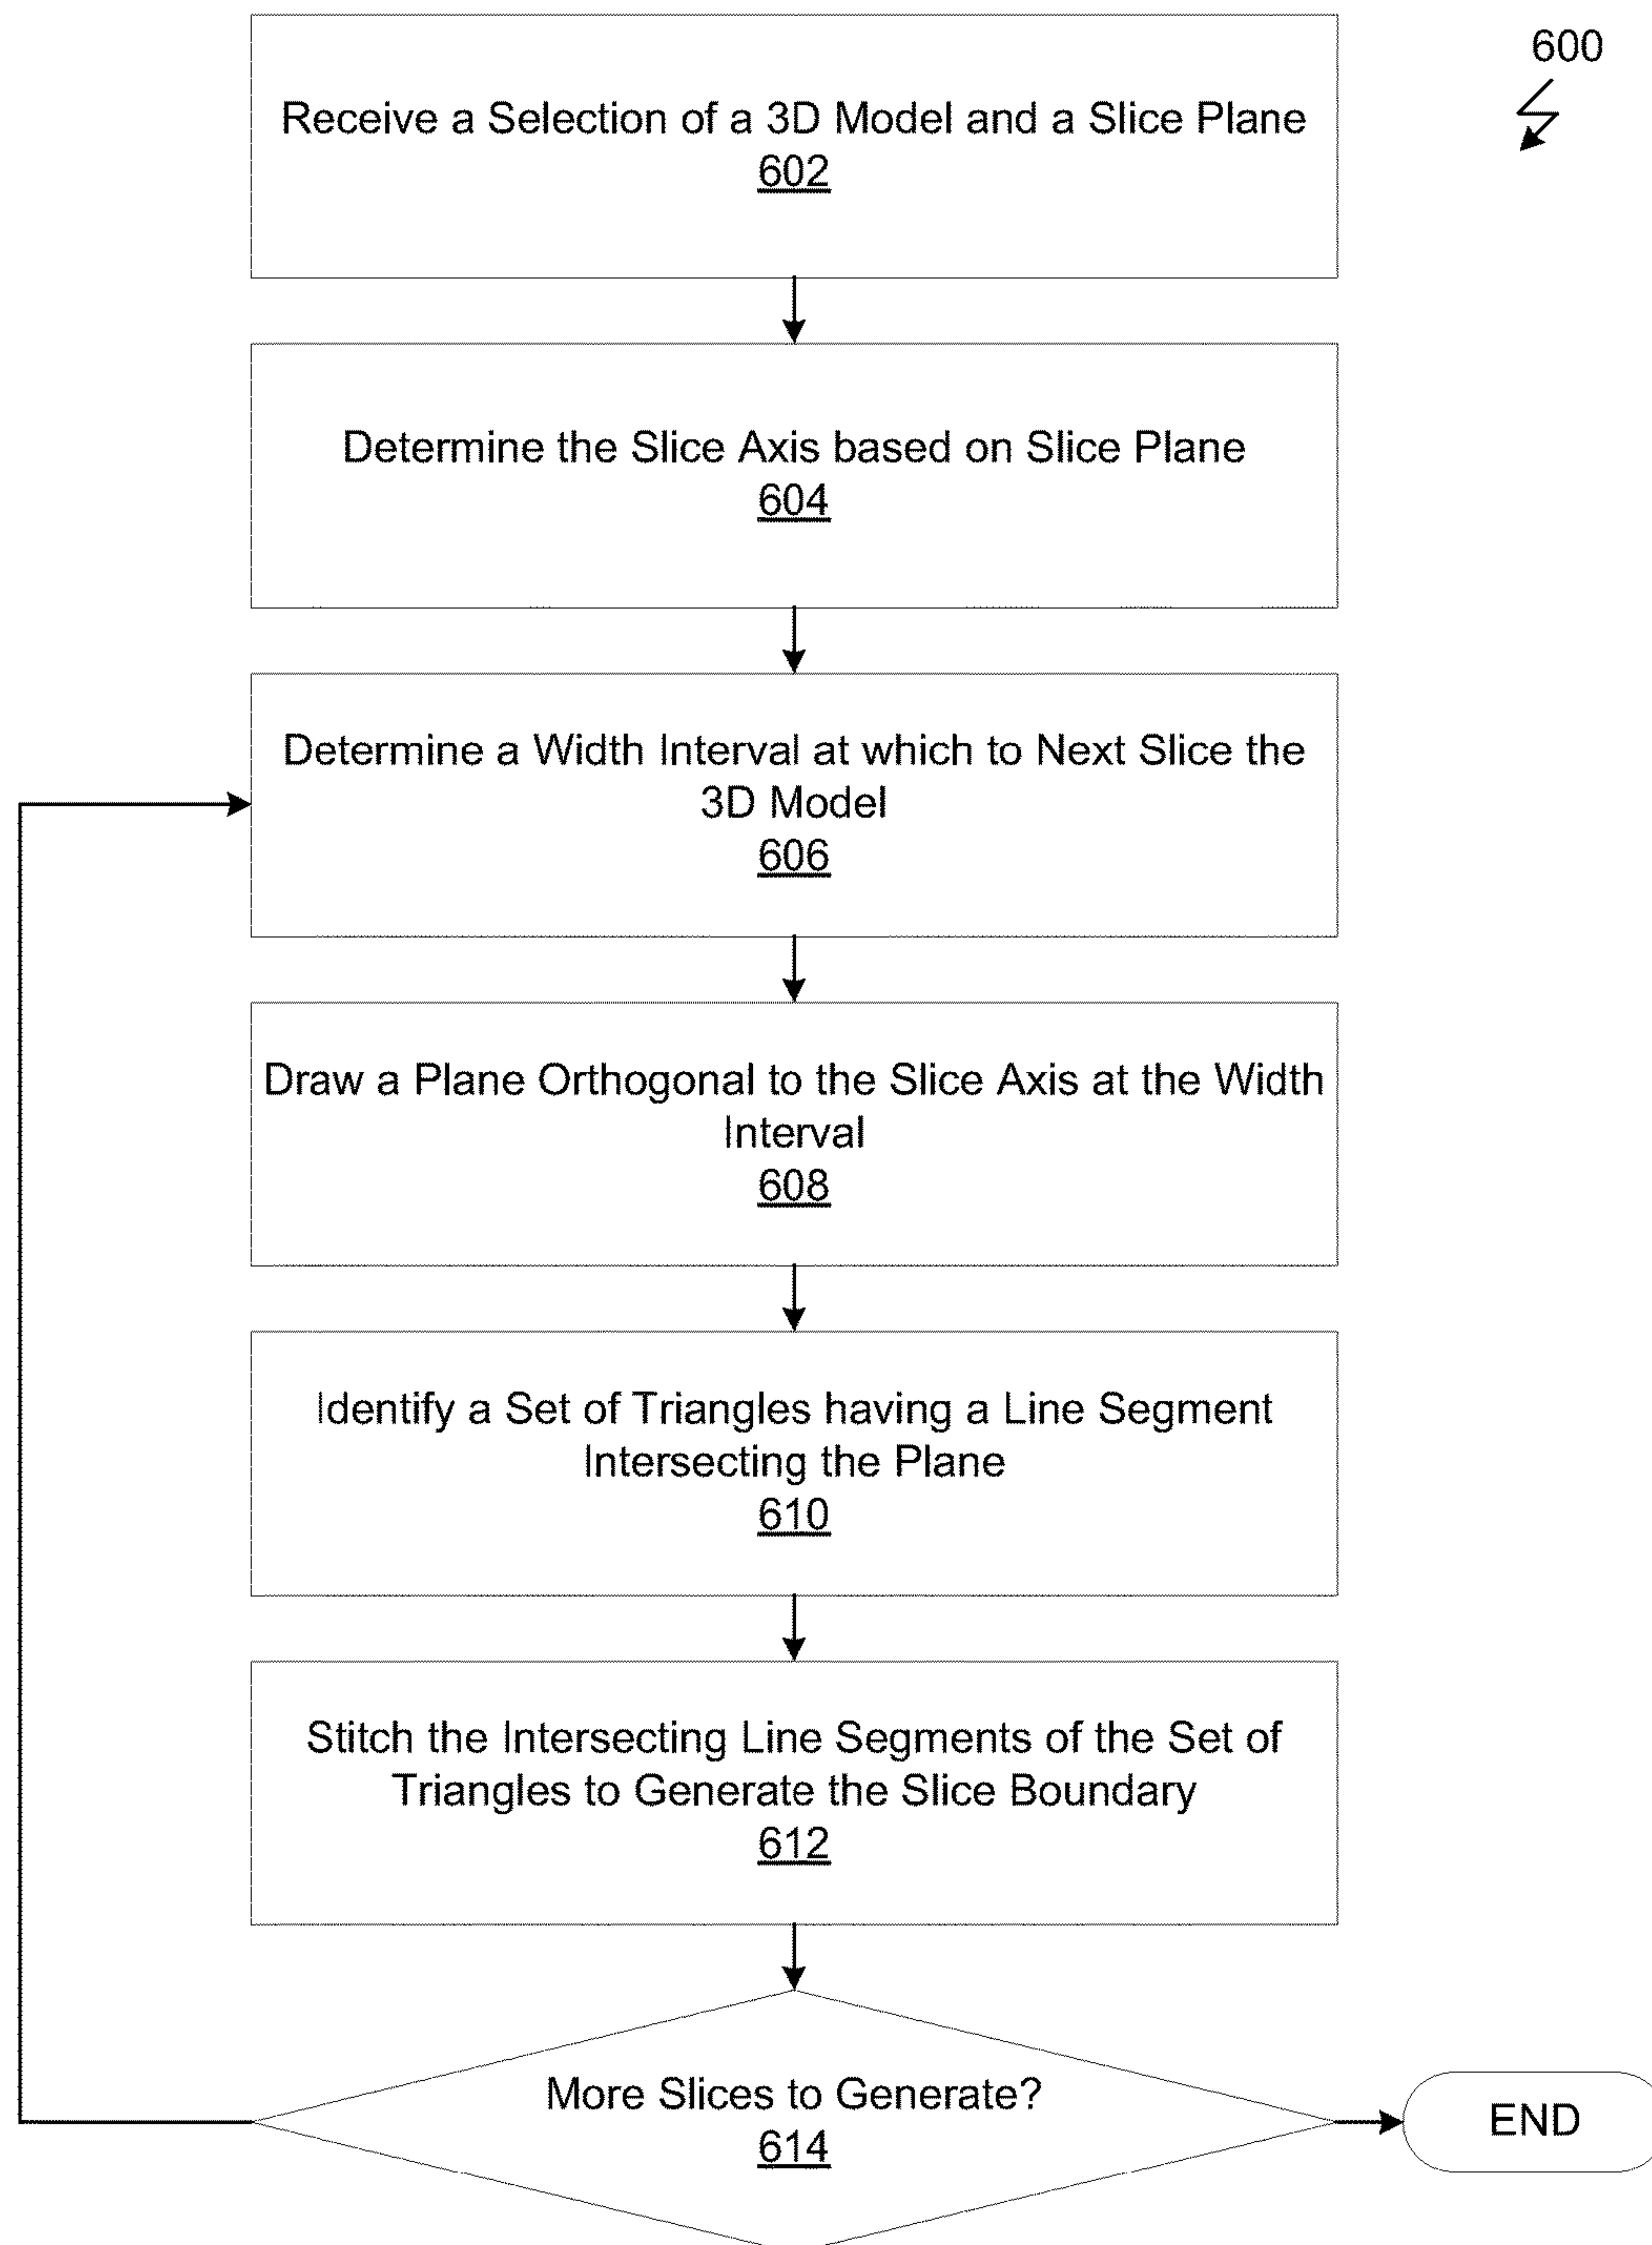 600
Receive a Selection of a 3D Model and a Slice Plane
602
Determine the Slice Axis based on Slice Plane
604
Determine a Width Interval at which to Next Slice the
3D Model
606
Draw a Plane Orthogonal to the Slice Axis at the Width
Interval
608
Identify a Set of Triangles having a Line Segment
Intersecting the Plane
610
Stitch the Intersecting Line Segments of the Set of
Triangles to Generate the Slice Boundary
612
More Slices to Generate?
614
END